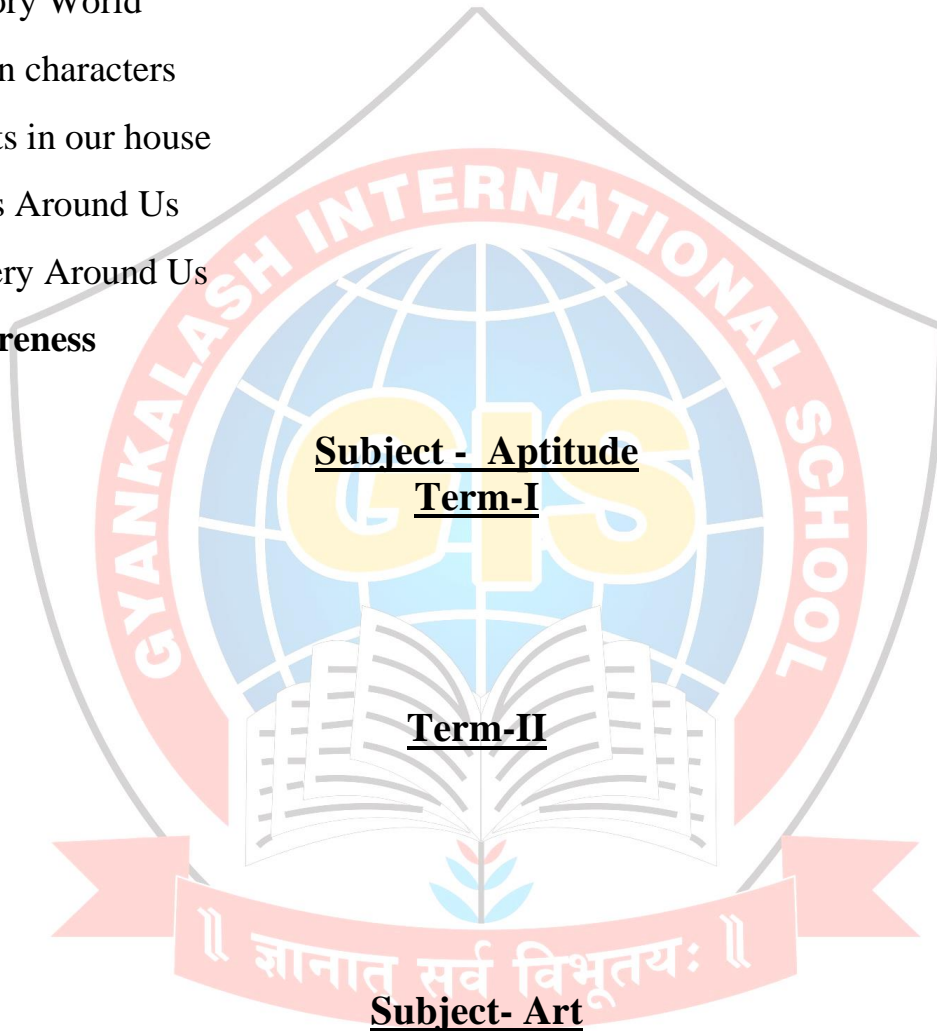 ory World
n characters
ts in our house
s Around Us
ery Around Us
reness
Subject - Aptitude
Term-I
Term-II
Subject- Art
GYANKALASH INTERNATIONAL SCHOOL
GIS
॥ ज्ञानात् सर्व विभूतयः ॥